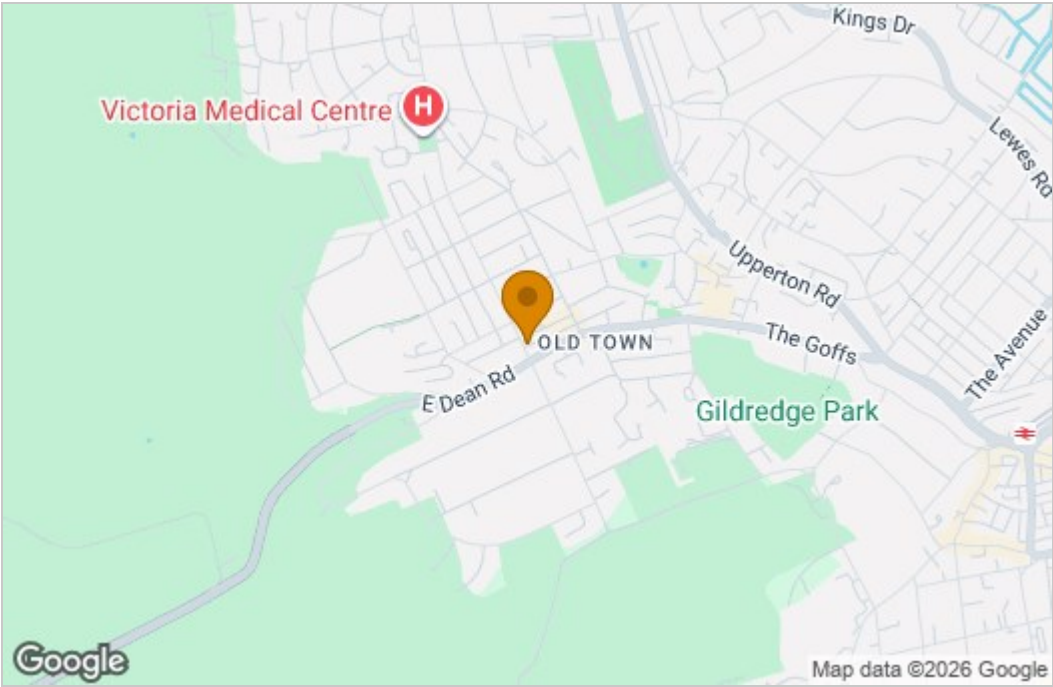 Kings Dr
Victoria Medical Centre
H
Lewes Rd
Upperton Rd
The Goffs
OLD TOWN
The Avenue
E Dean Rd
Gildredge Park
Google
Map data ©2026 Google